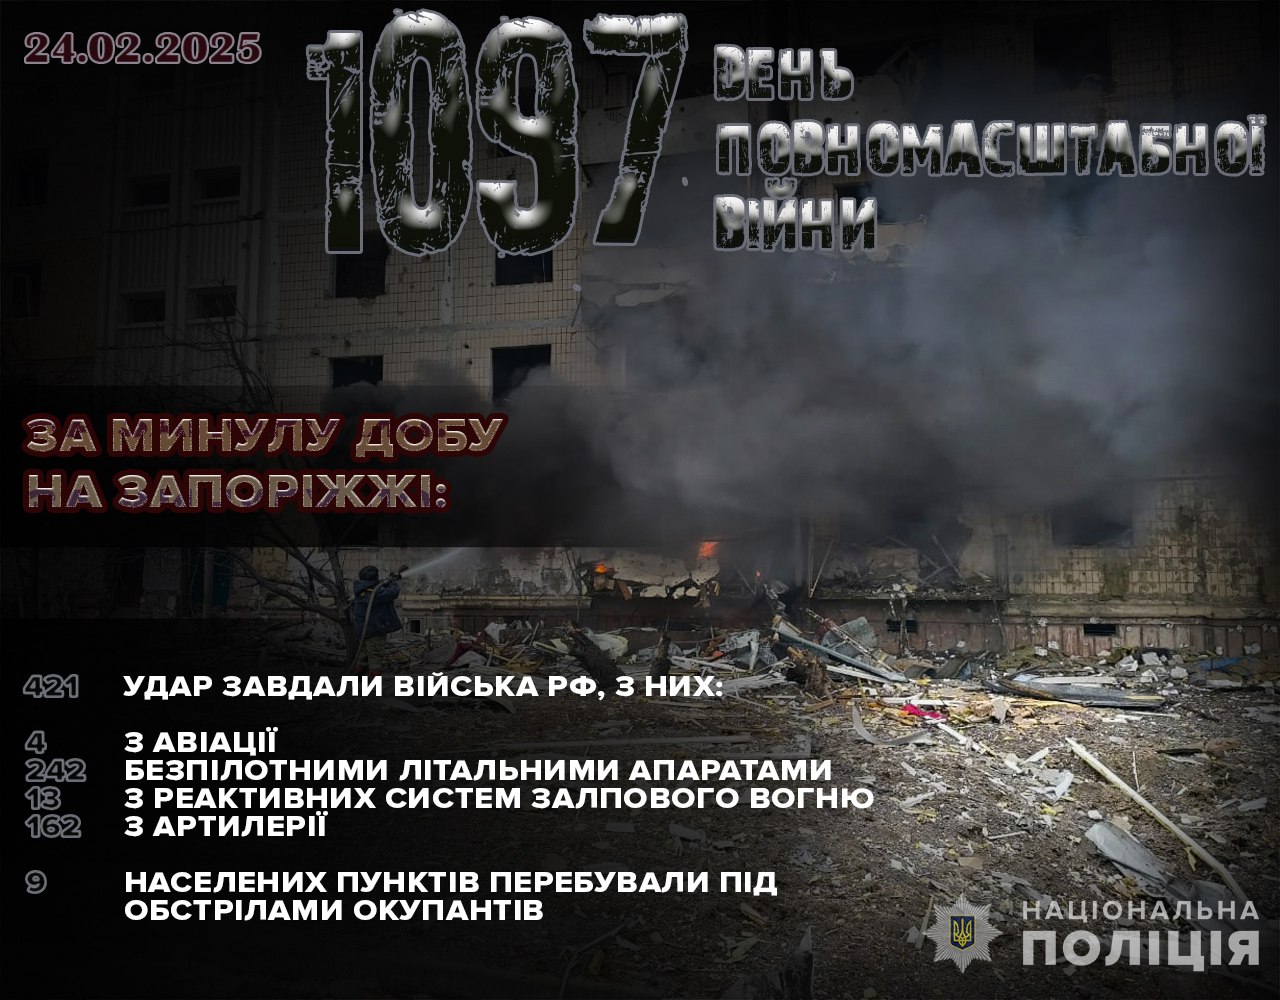 24.02.2025
1097
ДЕНЬ
ПОВНОМАСШТАБНОЇ
ВІЙНИ
ЗА МИНУЛУ ДОБУ
НА ЗАПОРІЖЖІ:
421 УДАР ЗАВДАЛИ ВІЙСЬКА РФ, З НИХ:
4 З АВІАЦІЇ
242 БЕЗПІЛОТНИМИ ЛІТАЛЬНИМИ АПАРАТАМИ
13 З РЕАКТИВНИХ СИСТЕМ ЗАЛПОВОГО ВОГНЮ
162 З АРТИЛЕРІЇ
9 НАСЕЛЕНИХ ПУНКТІВ ПЕРЕБУВАЛИ ПІД
ОБСТРІЛАМИ ОКУПАНТІВ
НАЦІОНАЛЬНА
ПОЛІЦІЯ